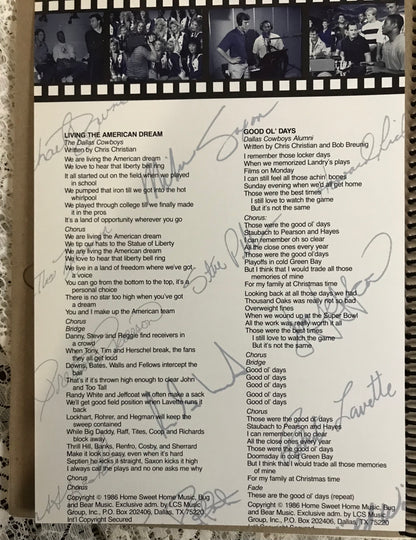 LIVING THE AMERICAN DREAM
The Dallas Cowboys
Written by Chris Christian
We are living the American dream
We love to hear that liberty bell ring
It all started out on the field when we played
in school
We pumped that iron till we got into the hot
whirlpool
We played through college till we finally made
it in the pros
It's a land of opportunity wherever you go
Chorus
We are living the American dream
We tip our hats to the Statue of Liberty
We are living the American dream
We love to hear that liberty bell ring
We live in a land of freedom where we've got
a voice
You can go from the bottom to the top, it's a
personal choice
There is no star too high when you've got
a dream
You and I make up the American team
Chorus
Chorus
Bridge
Danny, Steve and Reggie find receivers in
a crowd
When Tony, Tim and Herschel break, the fans
they all get loud
Downs, Bates, Walls and Fellows intercept the
ball
That's if it's thrown high enough to clear John
and Too Tall
Randy White and Jeffcoat will often make a sack
We'll get good field position when Lavette runs it
back
Lockhart, Rohrer, and Hegman will keep the
sweep contained
While Big Daddy, Raf, Tites, Coop and Richards
block away
Thrill Hill, Banks, Renfro, Cosby, and Sherrard
Make it look so easy, even when it's hard
Septien he kicks it straight, Saxon kicks it high
I always call the plays and no one asks me why
Chorus
Chorus
Copyright © 1986 Home Sweet Home Music, Bug
and Bear Music. Exclusive adm. by LCS Music
Group, Inc., P.O. Box 202406, Dallas, TX 75220
Int'l Copyright Secured
GOOD OL' DAYS
Dallas Cowboys Alumni
Written by Chris Christian and Bob Breunig
I remember those locker days
When we memorized Landry's plays
Films on Monday
I can still feel all those achin' bones
Sunday evening when we'd all get home
Those were the best times
I still love to watch the game
But it's not the same
Chorus:
Those were the good ol' days
Staubach to Pearson and Hayes
I can remember oh so clear
All the close ones every year
Those were the good ol' days
Playoffs in cold Green Bay
But I think that I would trade all those
memories of mine
For my family at Christmas time
Looking back at all those days we had
Thousand Oaks was really not so bad
Overweight fines
When we wound up at the Super Bowl
All the work was really worth it all
Those were the best times
I still love to watch the game
But it's not the same
Chorus
Bridge
Good ol' days
Good ol' days
Good ol' days
Good ol' days
Chorus
Those were the good ol' days
Staubach to Pearson and Hayes
I can remember oh so clear
All the close ones every year
Those were the good ol' days
Doomsday in cold Green Bay
But I think that I would trade all those
memories of mine
For my family at Christmas time
Fade
Those were the good ol' days (repeat)
Copyright © 1986 Home Sweet Home Music, Bug
and Bear Music. Exclusive adm. by LCS Music
Group, Inc., P.O. Box 202406, Dallas, TX 75220
Int'l Copyright Secured
Saxon
Steve
Lavette